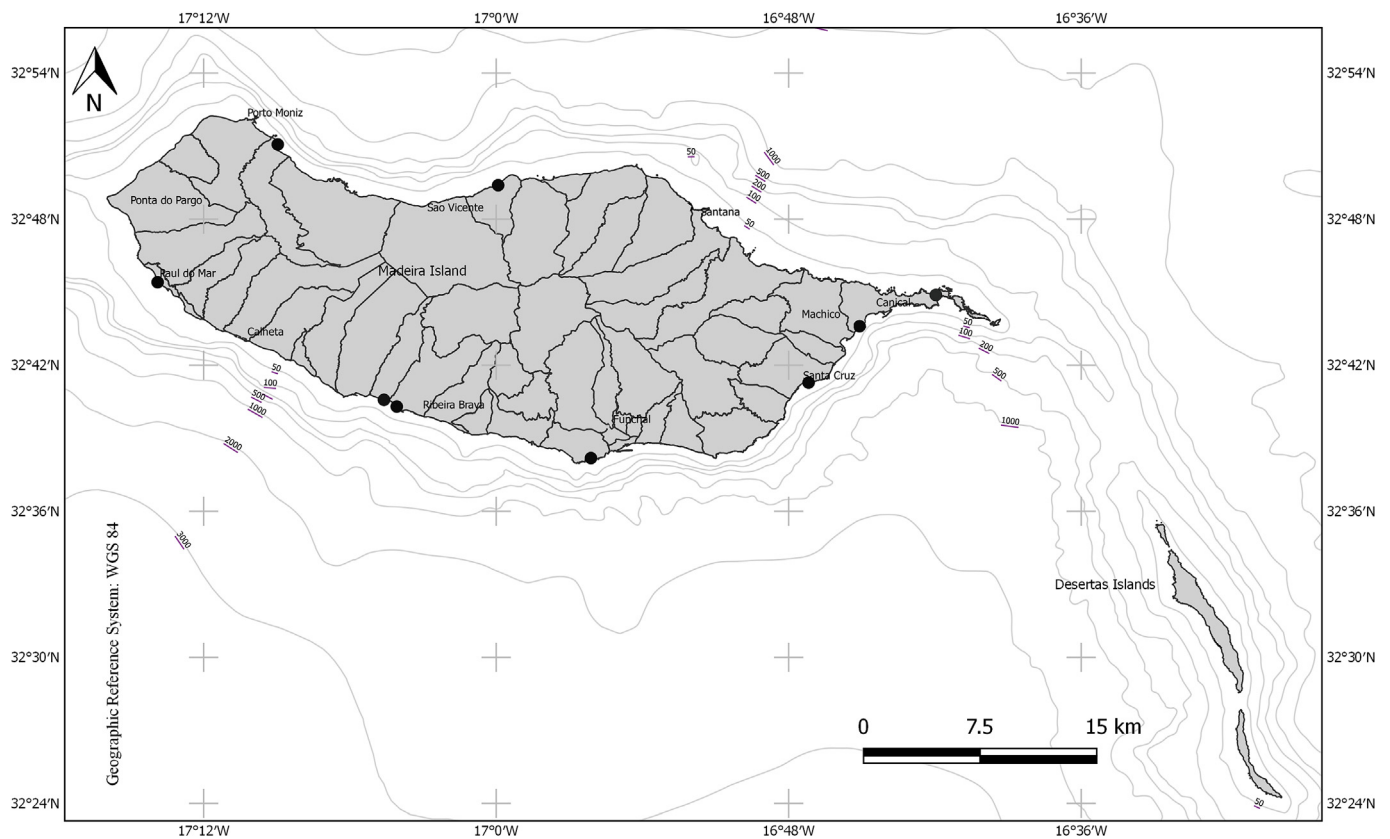 17°12'W 17°0'W 16°48'W 16°36'W
32°54'N 32°54'N
N
Porto Moniz
50
1000
500
200
100
50
Ponta do Pargo
Sao Vicente
Santana
32°48'N 32°48'N
Paul do Mar
Madeira Island
Canical
Machico
50
100
200
500
1000
Calheta
32°42'N 32°42'N
Santa Cruz
50
100
500
1000
2000
Ribeira Brava
Funchal
32°36'N 32°36'N
3000
Geographic Reference System: WGS 84
Desertas Islands
32°30'N 32°30'N
0 7.5 15 km
50
32°24'N 32°24'N
17°12'W 17°0'W 16°48'W 16°36'W